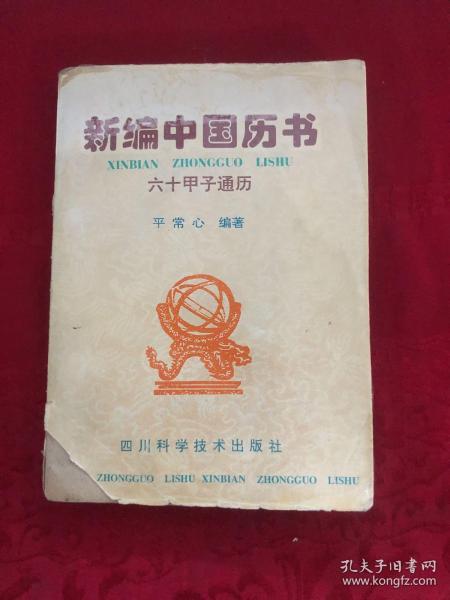 新编中国历书
XINBIAN ZHONGGUO LISHU
六十甲子通历
平常心 编著
四川科学技术出版社
ZHONGGUO LISHU XINBIAN ZHONGGUO LISHU
孔夫子旧书网
www.kongfz.com